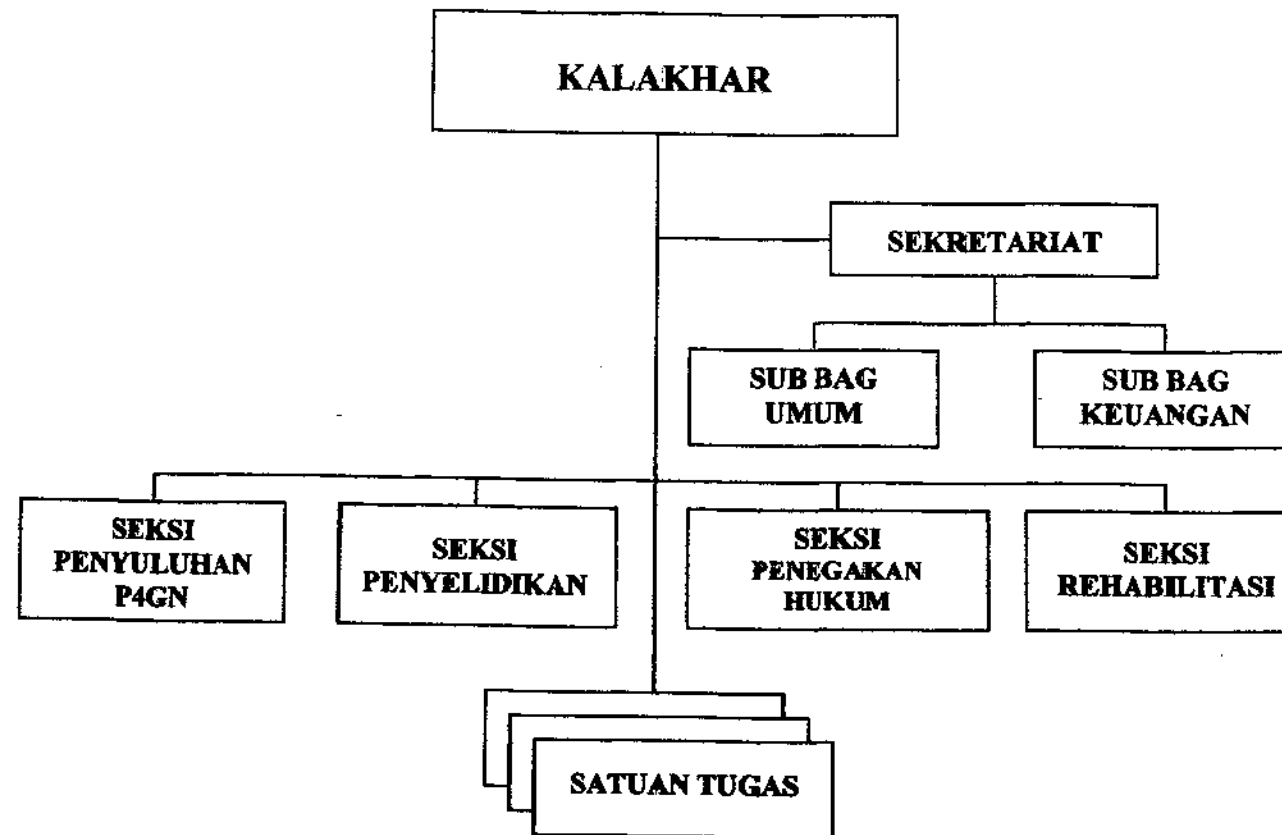 KALAKHAR
SEKRETARIAT
SUB BAG
UMUM
SUB BAG
KEUANGAN
SEKSI
PENYULUHAN
P4GN
SEKSI
PENYELIDIKAN
SEKSI
PENEGAKAN
HUKUM
SEKSI
REHABILITASI
SATUAN TUGAS